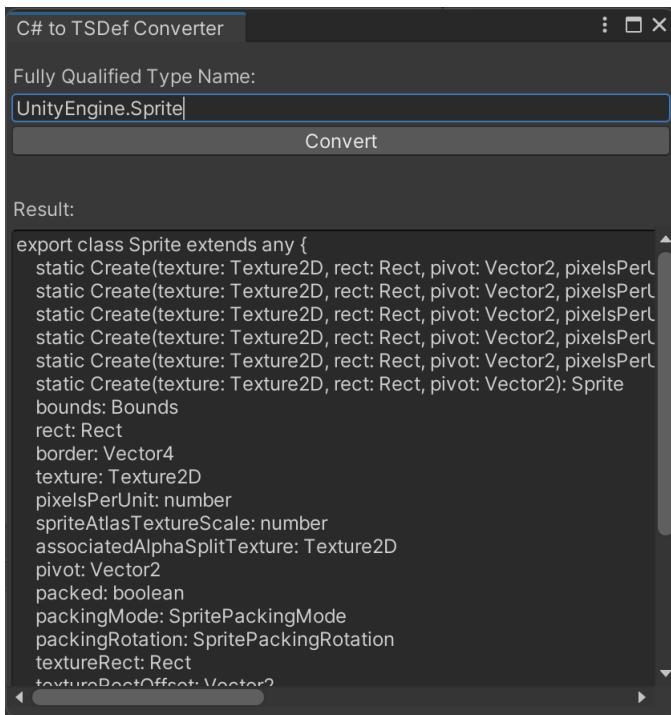 C# to TSDef Converter
Fully Qualified Type Name:
UnityEngine.Sprite
Convert
Result:
export class Sprite extends any {
static Create(texture: Texture2D, rect: Rect, pivot: Vector2, pixelsPerU
static Create(texture: Texture2D, rect: Rect, pivot: Vector2, pixelsPerU
static Create(texture: Texture2D, rect: Rect, pivot: Vector2, pixelsPerU
static Create(texture: Texture2D, rect: Rect, pivot: Vector2, pixelsPerU
static Create(texture: Texture2D, rect: Rect, pivot: Vector2, pixelsPerU
static Create(texture: Texture2D, rect: Rect, pivot: Vector2): Sprite
bounds: Bounds
rect: Rect
border: Vector4
texture: Texture2D
pixelsPerUnit: number
spriteAtlasTextureScale: number
associatedAlphaSplitTexture: Texture2D
pivot: Vector2
packed: boolean
packingMode: SpritePackingMode
packingRotation: SpritePackingRotation
textureRect: Rect
textureRectOffset: Vector2